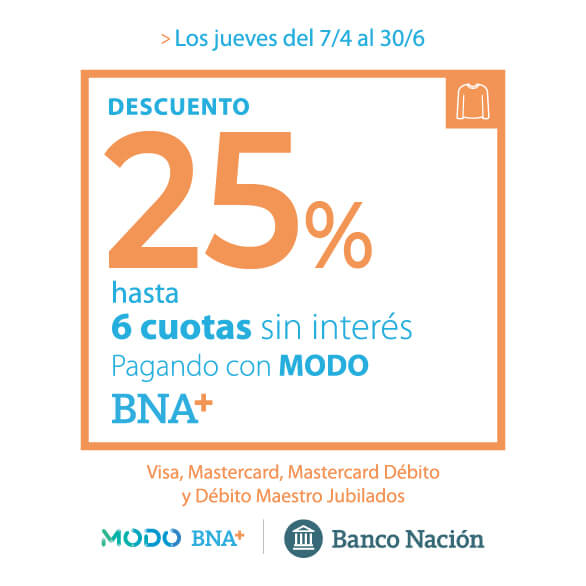 > Los jueves del 7/4 al 30/6
DESCUENTO
25%
hasta
6 cuotas sin interés
Pagando con MODO
BNA+
Visa, Mastercard, Mastercard Débito
y Débito Maestro Jubilados
MODO BNA+ Banco Nación